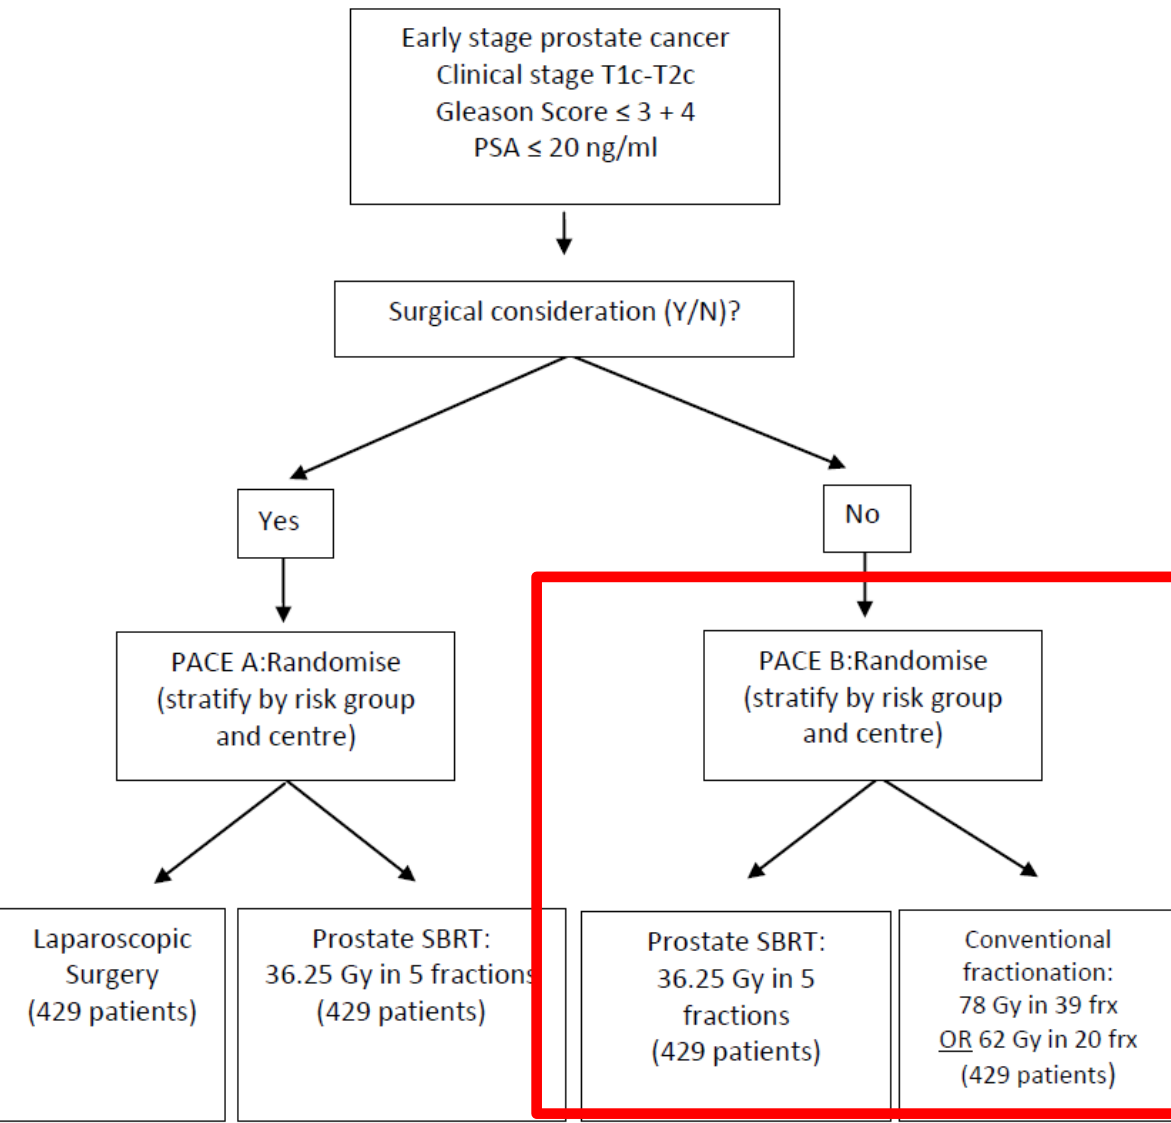 Early stage prostate cancer
Clinical stage T1c-T2c
Gleason Score ≤ 3 + 4
PSA ≤ 20 ng/ml
Surgical consideration (Y/N)?
Yes
No
PACE A:Randomise
(stratify by risk group
and centre)
PACE B:Randomise
(stratify by risk group
and centre)
Laparoscopic
Surgery
(429 patients)
Prostate SBRT:
36.25 Gy in 5 fractions
(429 patients)
Prostate SBRT:
36.25 Gy in 5
fractions
(429 patients)
Conventional
fractionation:
78 Gy in 39 frx
OR 62 Gy in 20 frx
(429 patients)